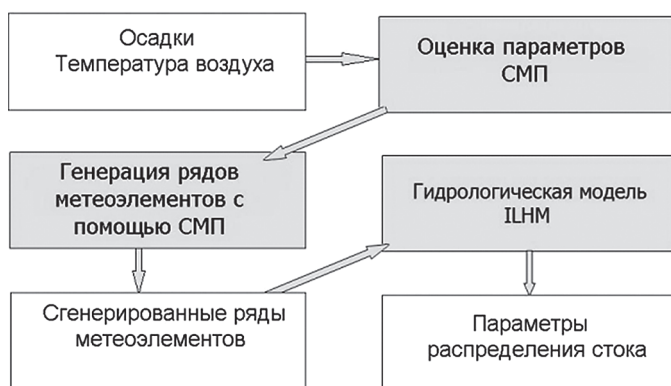 Осадки
Температура воздуха
Оценка параметров
СМП
Генерация рядов
метеоэлементов с
помощью СМП
Гидрологическая модель
ILHM
Сгенерированные ряды
метеоэлементов
Параметры
распределения стока